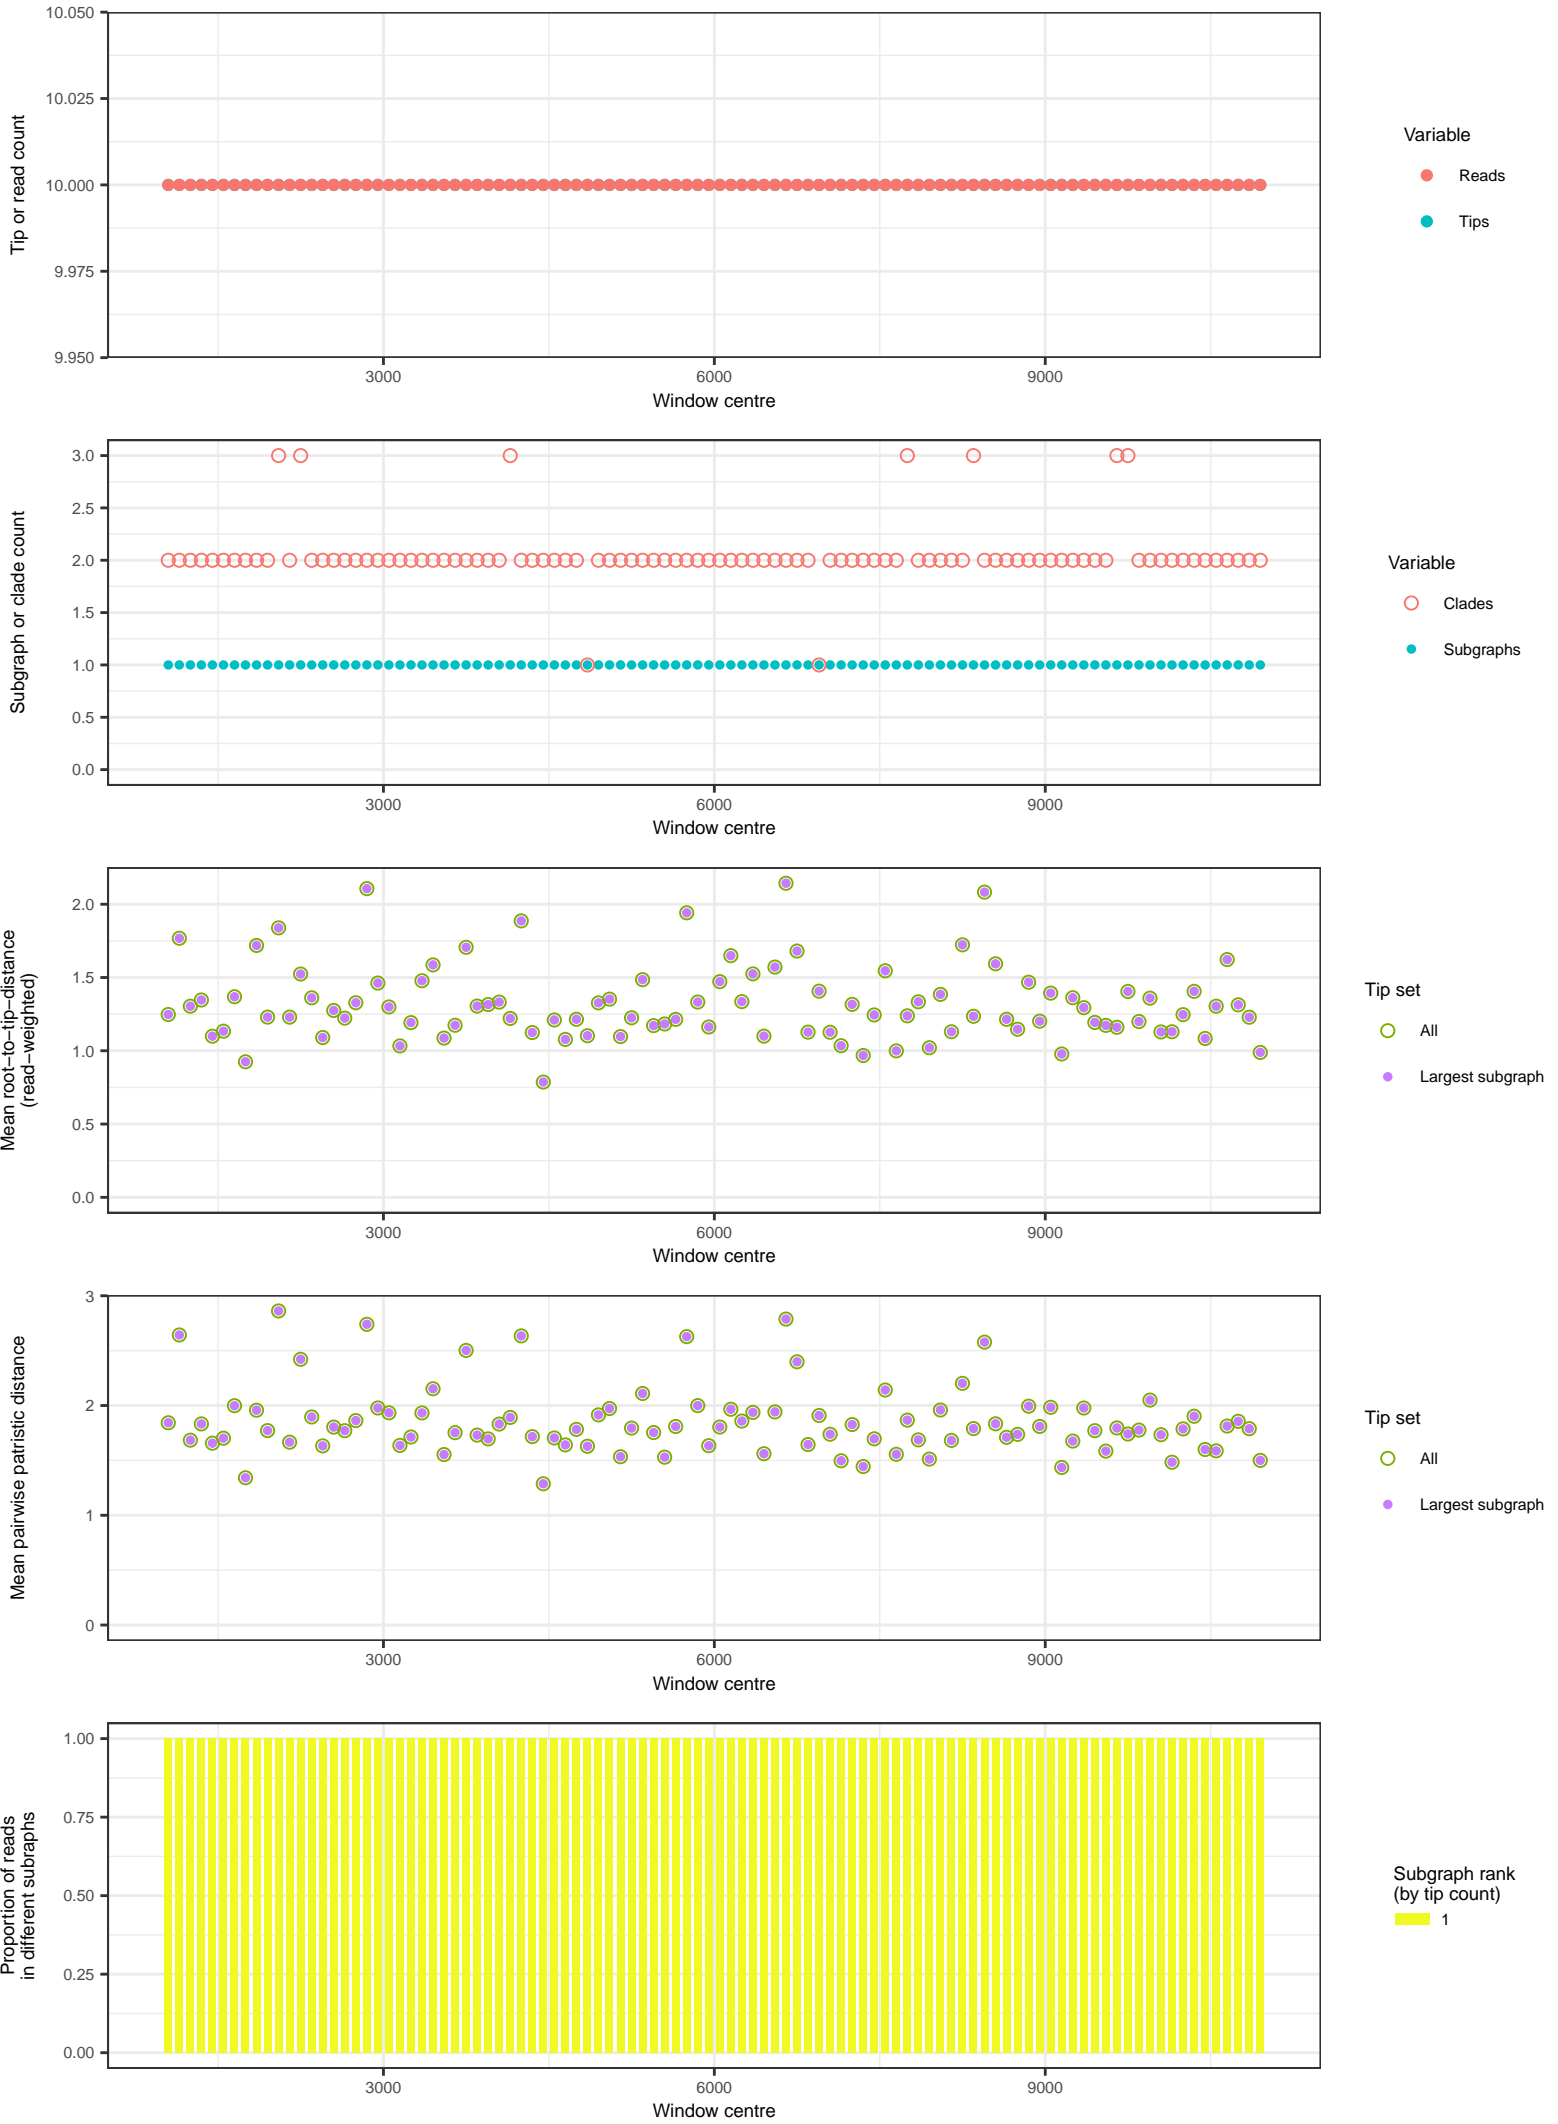 10.050
10.025
10.000
9.975
9.950
Tip or read count
3000
6000
9000
Window centre
Variable
Reads
Tips
3.0
2.5
2.0
1.5
1.0
0.5
0.0
Subgraph or clade count
3000
6000
9000
Window centre
Variable
Clades
Subgraphs
2.0
1.5
1.0
0.5
0.0
Mean root−to−tip−distance
(read−weighted)
3000
6000
9000
Window centre
Tip set
All
Largest subgraph
3
2
1
0
Mean pairwise patristic distance
3000
6000
9000
Window centre
Tip set
All
Largest subgraph
1.00
0.75
0.50
0.25
0.00
Proportion of reads
in different subraphs
3000
6000
9000
Window centre
Subgraph rank
(by tip count)
1